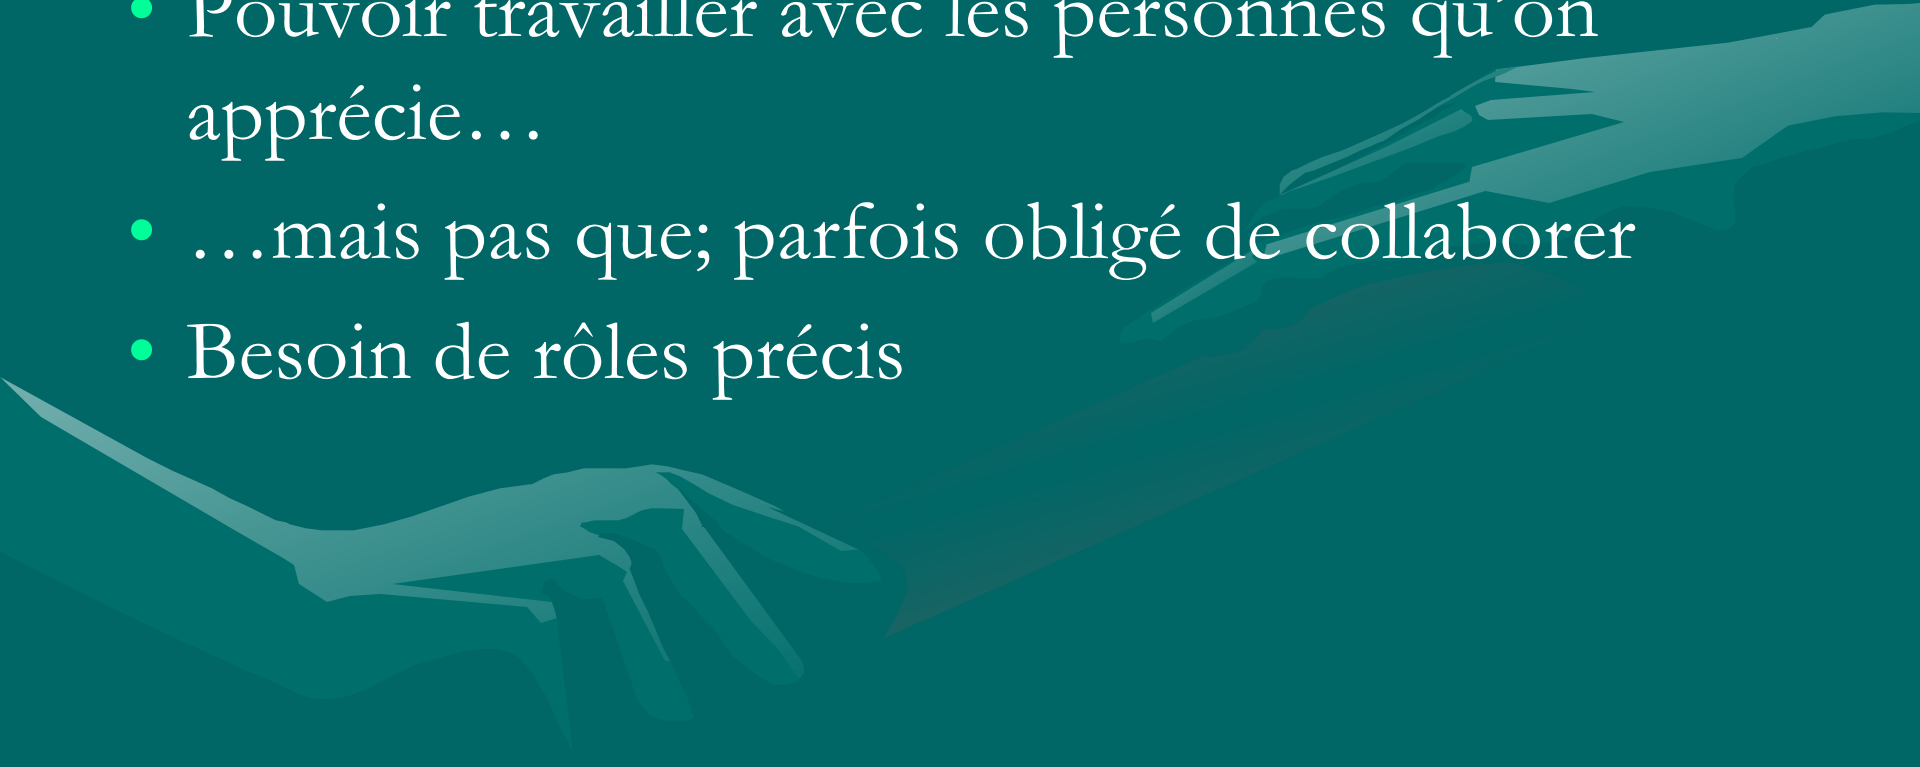 • Pouvoir travailler avec les personnes qu’on
apprécie…
• …mais pas que; parfois obligé de collaborer
• Besoin de rôles précis